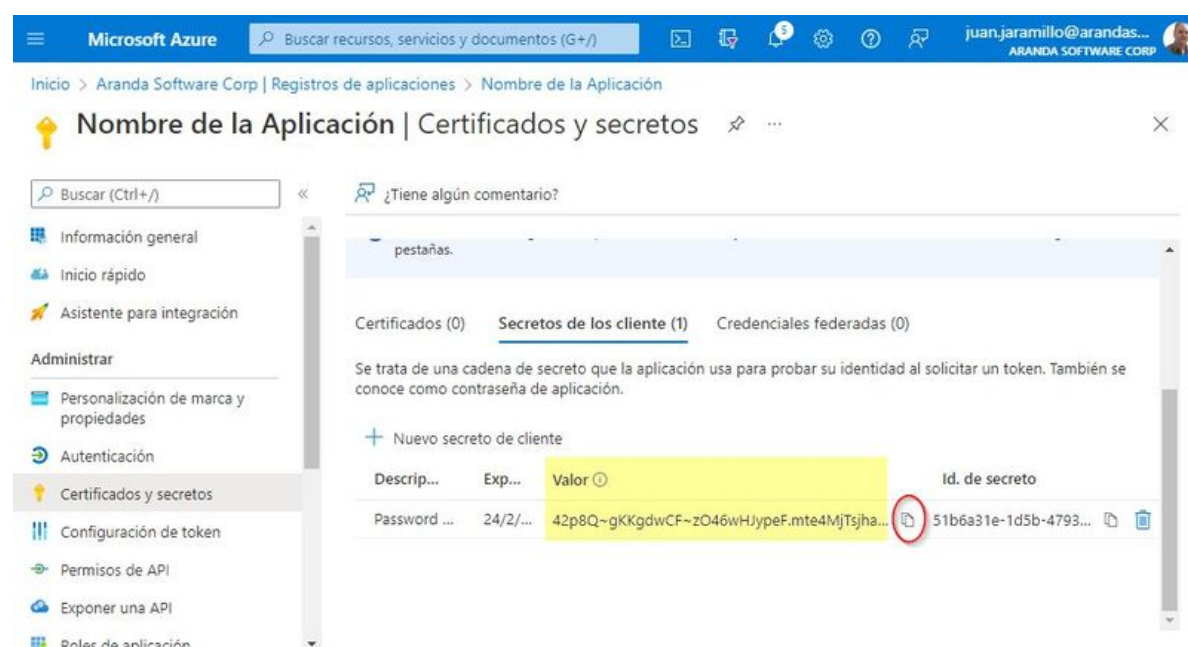 Microsoft Azure
Buscar recursos, servicios y documentos (G+/)
5
juan.jaramillo@arandas...
ARANDA SOFTWARE CORP
Inicio > Aranda Software Corp | Registros de aplicaciones > Nombre de la Aplicación
Nombre de la Aplicación | Certificados y secretos
Buscar (Ctrl+/)
Información general
Inicio rápido
Asistente para integración
Administrar
Personalización de marca y
propiedades
Autenticación
Certificados y secretos
Configuración de token
Permisos de API
Exponer una API
Roles de aplicación
¿Tiene algún comentario?
pestañas.
Certificados (0) Secretos de los cliente (1) Credenciales federadas (0)
Se trata de una cadena de secreto que la aplicación usa para probar su identidad al solicitar un token. También se
conoce como contraseña de aplicación.
Nuevo secreto de cliente
Descrip... Exp... Valor Id. de secreto
Password ... 24/2/... 42p8Q~gKKgdwCF~zO46wHJypeF.mte4MjTsjha... 51b6a31e-1d5b-4793...